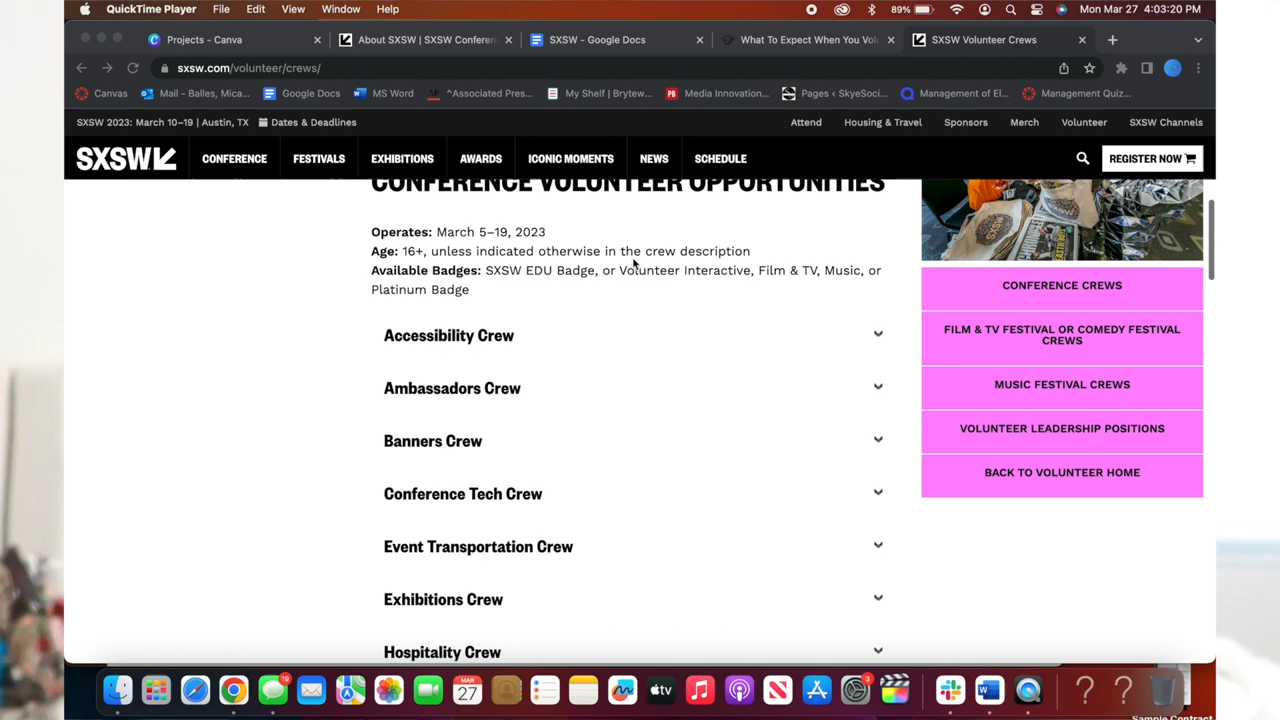 QuickTime Player File Edit View Window Help 89% Mon Mar 27 4:03:20 PM
Projects - Canva About SXSW | SXSW Conferen SXSW - Google Docs What To Expect When You Vol SXSW Volunteer Crews
sxsw.com/volunteer/crews/
Canvas Mail - Balles, Mica... Google Docs MS Word ^Associated Pres... My Shelf | Brytew... Media Innovation... Pages ‹ SkyeSoci... Management of El... Management Quiz...
SXSW 2023: March 10–19 | Austin, TX Dates & Deadlines Attend Housing & Travel Sponsors Merch Volunteer SXSW Channels
SXSW CONFERENCE FESTIVALS EXHIBITIONS AWARDS ICONIC MOMENTS NEWS SCHEDULE REGISTER NOW
CONFERENCE VOLUNTEER OPPORTUNITIES
Operates: March 5–19, 2023
Age: 16+, unless indicated otherwise in the crew description
Available Badges: SXSW EDU Badge, or Volunteer Interactive, Film & TV, Music, or
Platinum Badge
Accessibility Crew
Ambassadors Crew
Banners Crew
Conference Tech Crew
Event Transportation Crew
Exhibitions Crew
Hospitality Crew
CONFERENCE CREWS
FILM & TV FESTIVAL OR COMEDY FESTIVAL
CREWS
MUSIC FESTIVAL CREWS
VOLUNTEER LEADERSHIP POSITIONS
BACK TO VOLUNTEER HOME
19
MAR
27
tv
3
Sample Contract